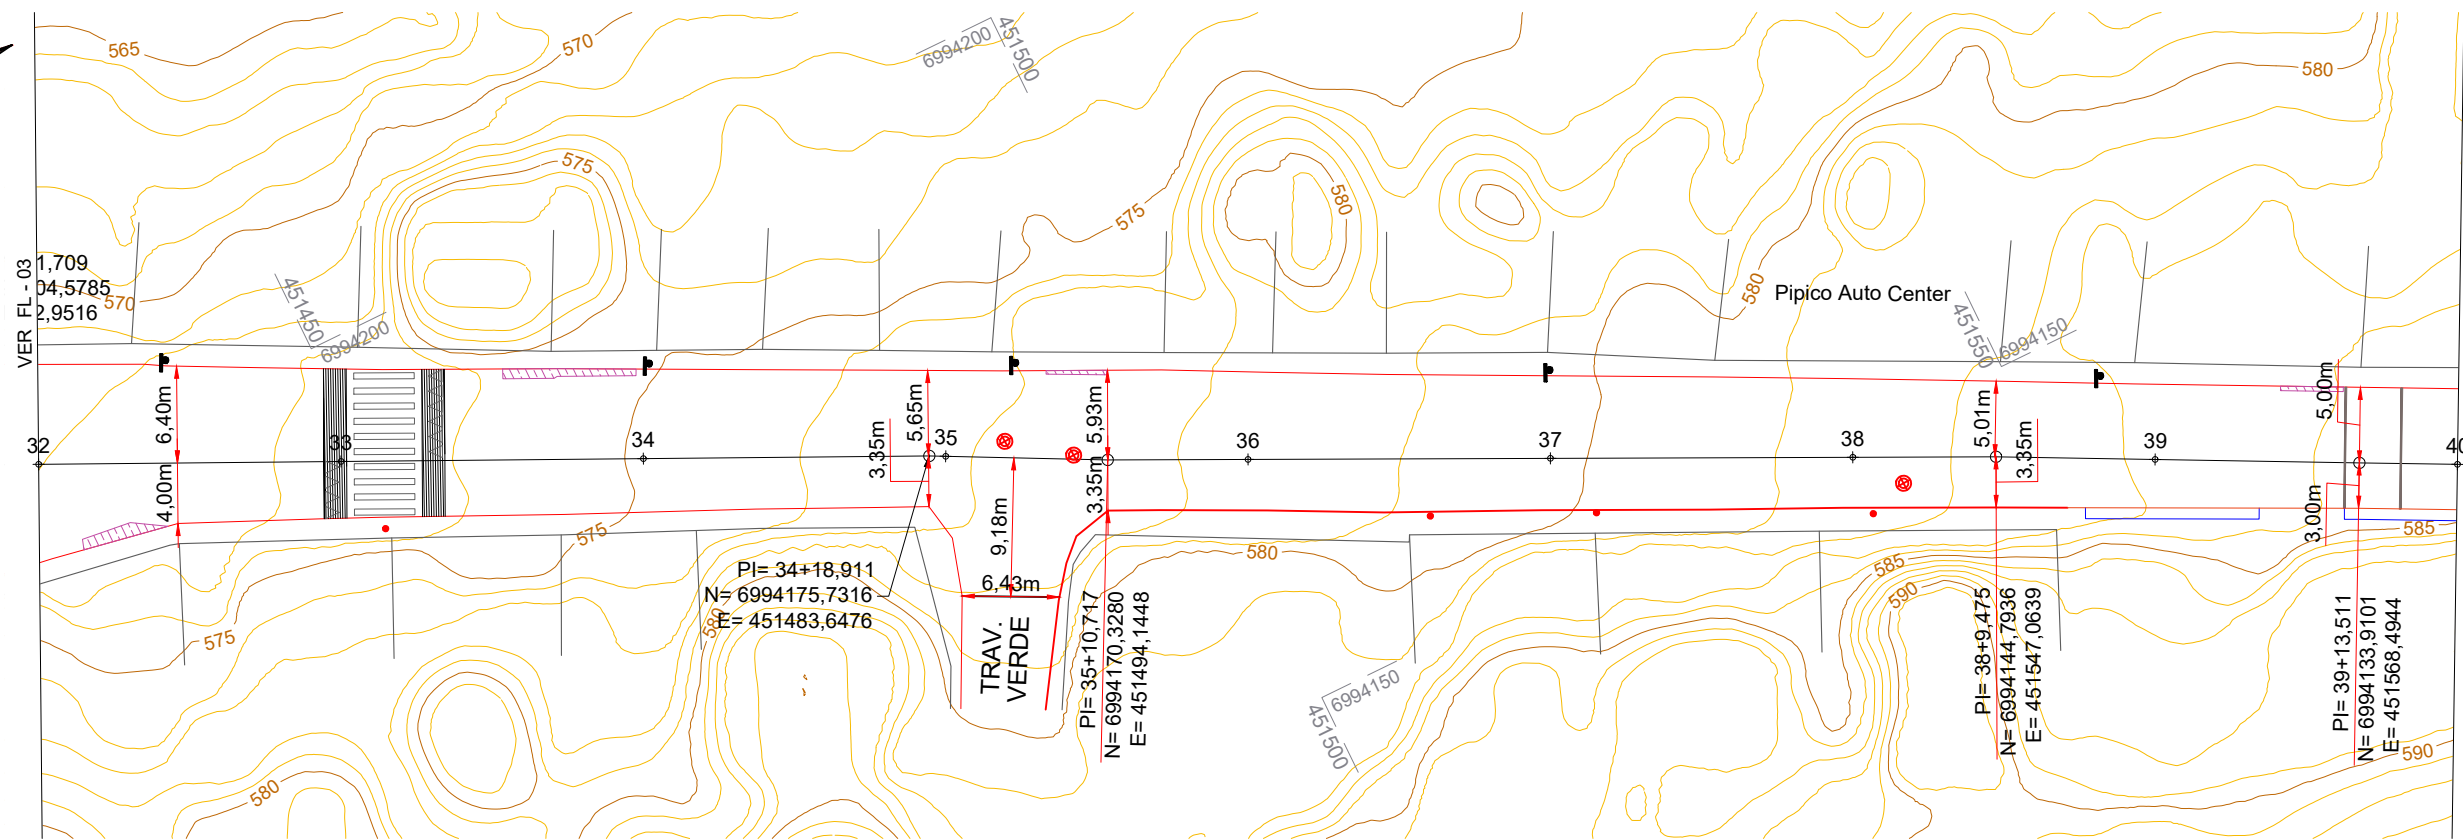 565
570
6994200
451500
580
575
575
580
VER FL - 03
1,709
04,5785
2,9516
570
451450
6994200
580
Pipico Auto Center
451550
6994150
32
33
34
35
36
37
38
39
40
6,40m
4,00m
3,35m
5,65m
9,18m
6,43m
5,93m
3,35m
5,01m
3,35m
5,00m
3,00m
575
575
580
PI= 34+18,911
N= 6994175,7316
E= 451483,6476
580
TRAV.
VERDE
PI= 35+10,717
N= 6994170,3280
E= 451494,1448
580
585
590
PI= 38+9,475
N= 6994144,7936
E= 451547,0639
585
PI= 39+13,511
N= 6994133,9101
E= 451568,4944
590
451500
6994150